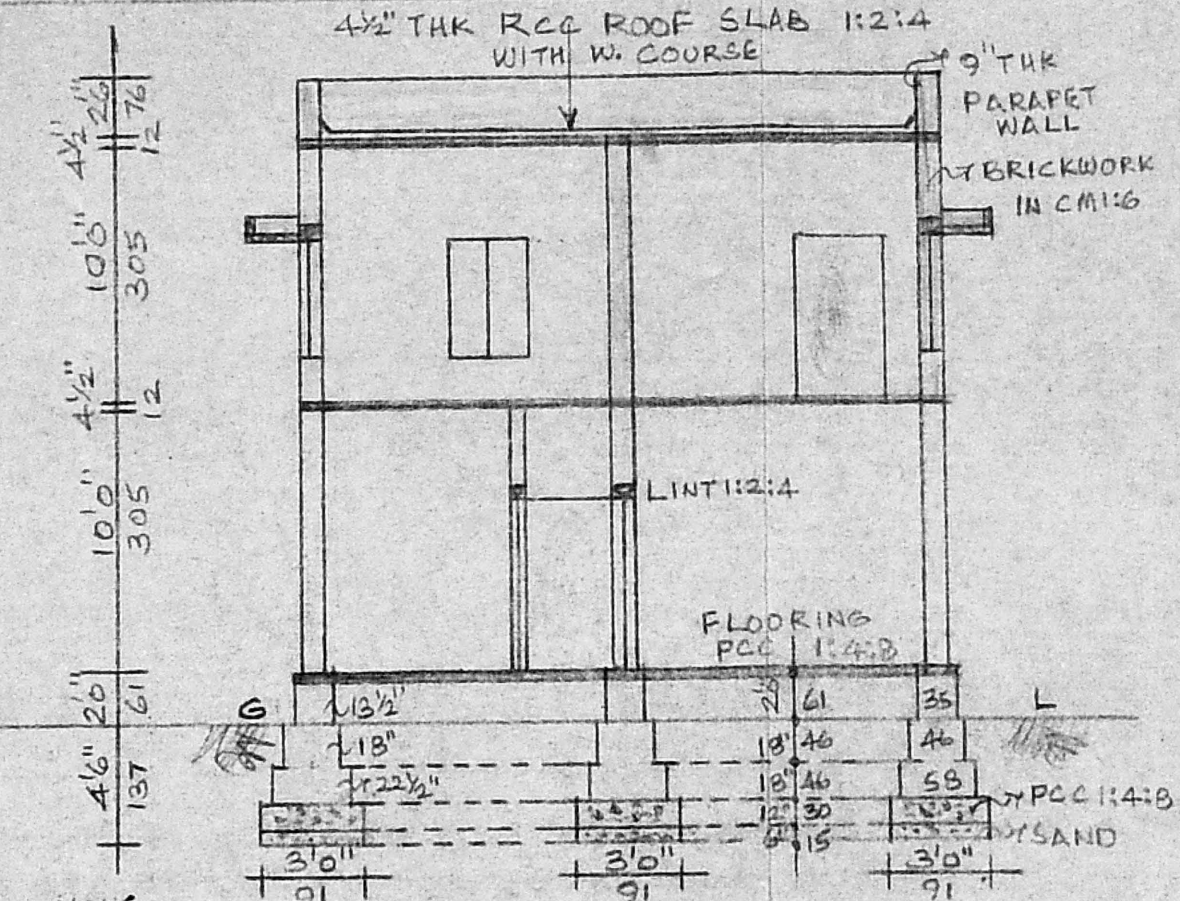 4½" THK RCC ROOF SLAB 1:2:4
WITH W. COURSE
9" THK
PARAPET
WALL
BRICKWORK
IN CM1:6
2'6" 76
4½" 12
10'0" 305
4½" 12
10'0" 305
2'0" 61
4'6" 137
LINT 1:2:4
FLOORING
PCC 1:4:8
G
L
13½"
2'0" 61
35
18"
18" 46
46
22½"
18" 46
58
12" 30
PCC 1:4:8
6" 15
SAND
3'0"
91
3'0"
91
3'0"
91